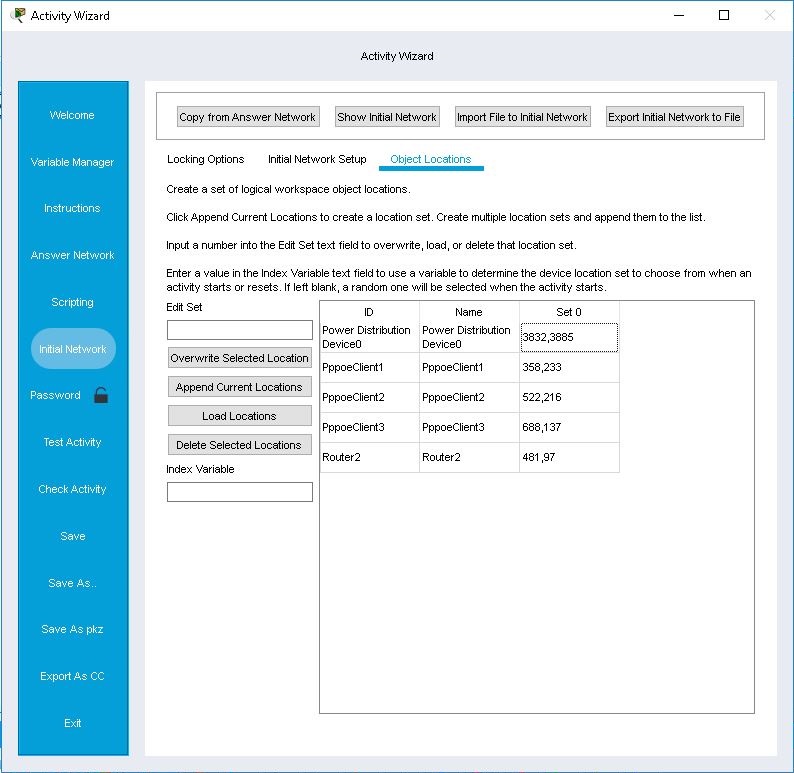 Activity Wizard
Activity Wizard
Welcome
Variable Manager
Instructions
Answer Network
Scripting
Initial Network
Password
Test Activity
Check Activity
Save
Save As..
Save As pkz
Export As CC
Exit
Copy from Answer Network
Show Initial Network
Import File to Initial Network
Export Initial Network to File
Locking Options
Initial Network Setup
Object Locations
Create a set of logical workspace object locations.
Click Append Current Locations to create a location set. Create multiple location sets and append them to the list.
Input a number into the Edit Set text field to overwrite, load, or delete that location set.
Enter a value in the Index Variable text field to use a variable to determine the device location set to choose from when an
activity starts or resets. If left blank, a random one will be selected when the activity starts.
Edit Set
Overwrite Selected Location
Append Current Locations
Load Locations
Delete Selected Locations
Index Variable
ID Name Set 0
Power Distribution Power Distribution 3832,3885
Device0 Device0
PppoeClient1 PppoeClient1 358,233
PppoeClient2 PppoeClient2 522,216
PppoeClient3 PppoeClient3 688,137
Router2 Router2 481,97